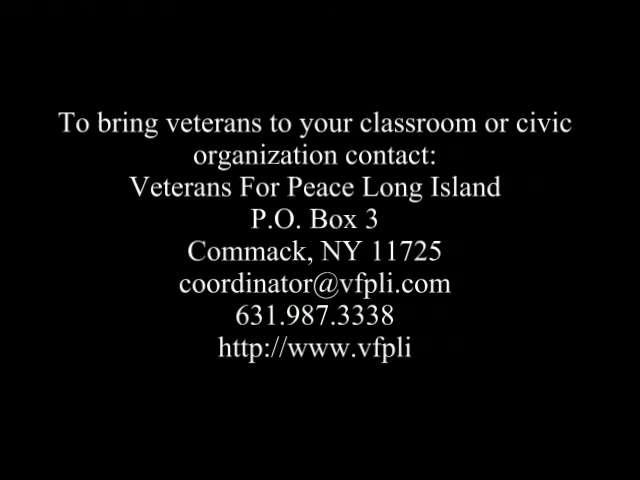 To bring veterans to your classroom or civic
organization contact:
Veterans For Peace Long Island
P.O. Box 3
Commack, NY 11725
coordinator@vfpli.com
631.987.3338
http://www.vfpli